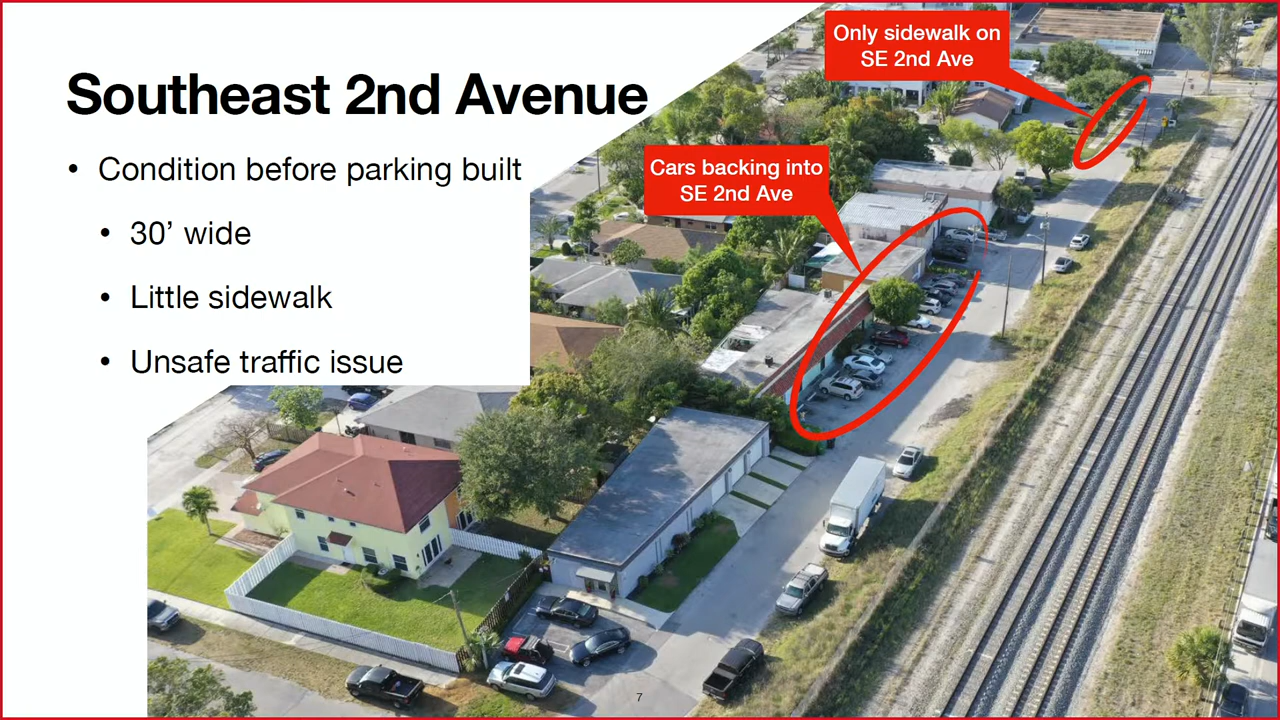 Southeast 2nd Avenue
• Condition before parking built
• 30’ wide
• Little sidewalk
• Unsafe traffic issue
Only sidewalk on
SE 2nd Ave
Cars backing into
SE 2nd Ave
7